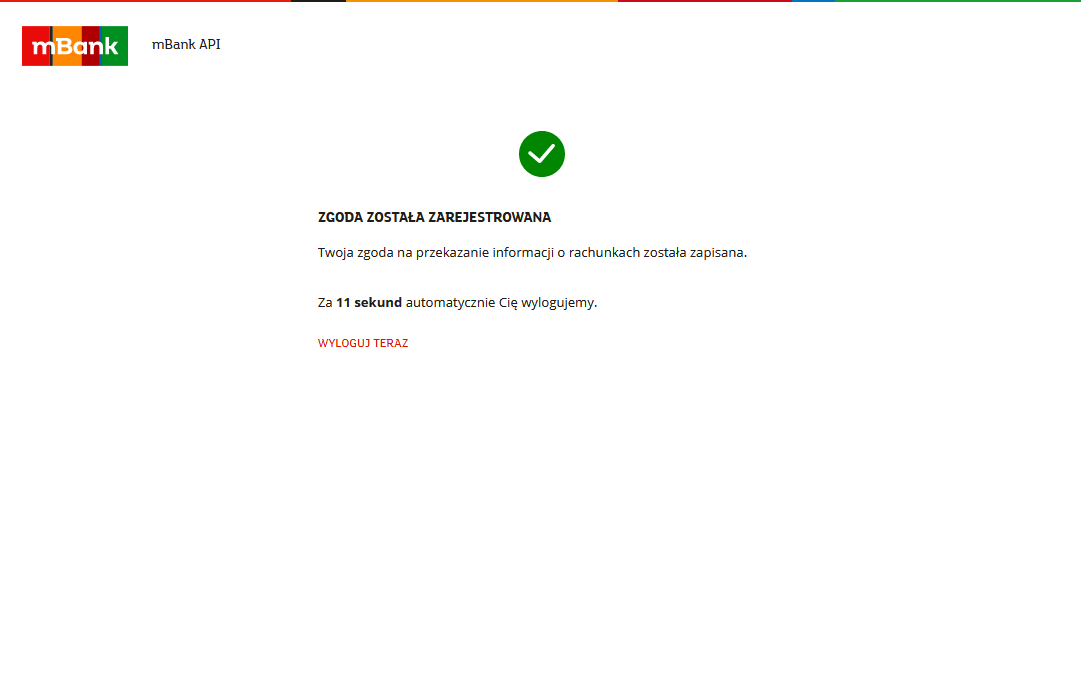 mBank
mBank API
ZGODA ZOSTAŁA ZAREJESTROWANA
Twoja zgoda na przekazanie informacji o rachunkach została zapisana.
Za 11 sekund automatycznie Cię wylogujemy.
WYLOGUJ TERAZ